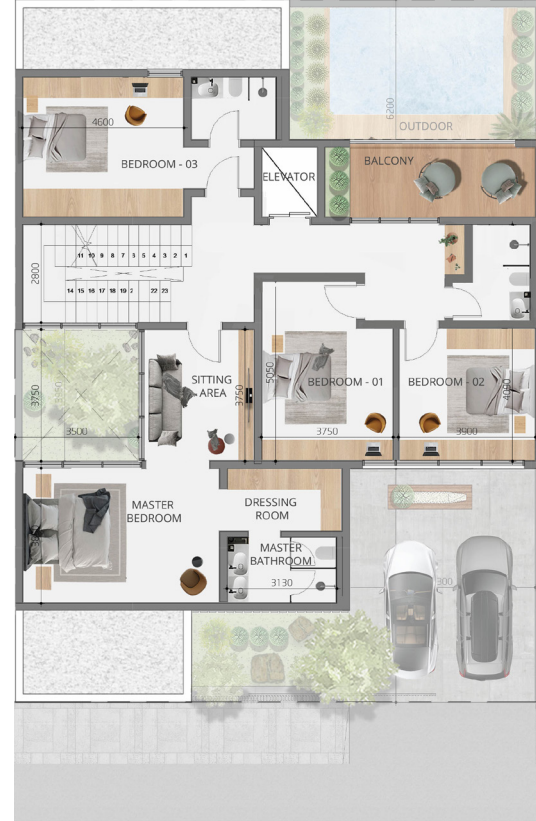 6200
OUTDOOR
4600
BEDROOM - 03
ELEVATOR
BALCONY
2800
11 10 9 8 7 6 5 4 3 2 1
14 15 16 17 18 19 2 22 23
3750
3500
SITTING
AREA
3750
5050
BEDROOM - 01
3750
BEDROOM - 02
4090
3900
MASTER
BEDROOM
DRESSING
ROOM
MASTER
BATHROOM
3130
300